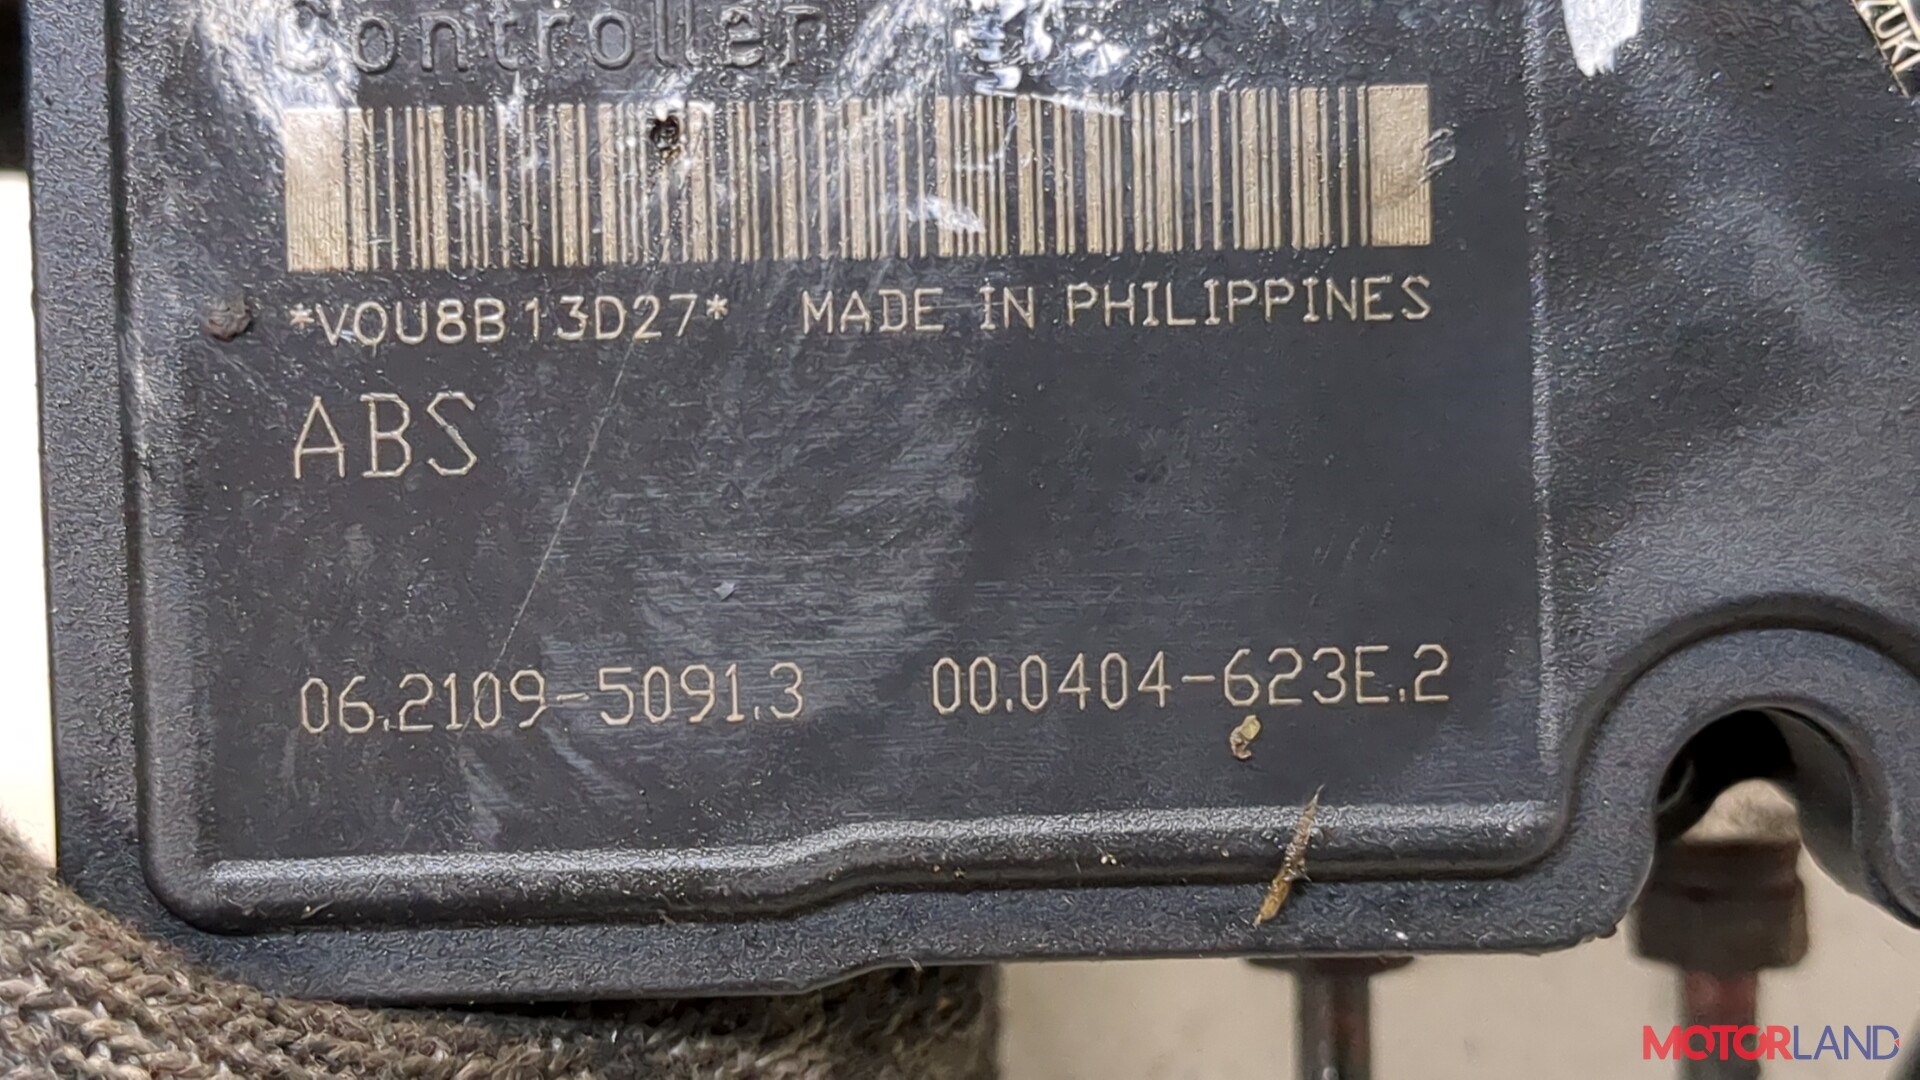 Controller
*VOU8B13D27* MADE IN PHILIPPINES
ABS
06.2109-5091.3 00.0404-623E.2
MOTORLAND